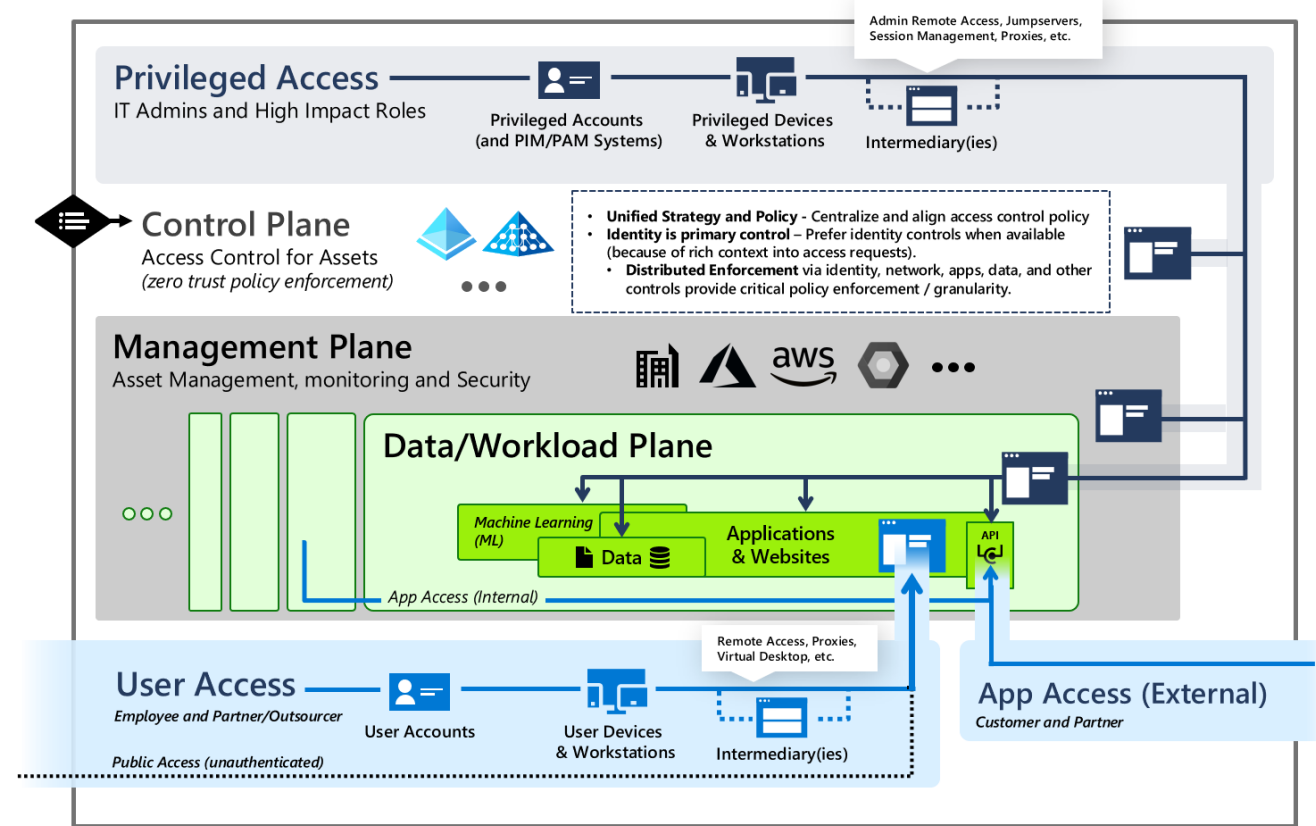 Admin Remote Access, Jumpservers,
Session Management, Proxies, etc.
Privileged Access
IT Admins and High Impact Roles
Privileged Accounts
(and PIM/PAM Systems)
Privileged Devices
& Workstations
Intermediary(ies)
Control Plane
Access Control for Assets
(zero trust policy enforcement)
• Unified Strategy and Policy - Centralize and align access control policy
• Identity is primary control – Prefer identity controls when available
(because of rich context into access requests).
• Distributed Enforcement via identity, network, apps, data, and other
controls provide critical policy enforcement / granularity.
Management Plane
Asset Management, monitoring and Security
aws
Data/Workload Plane
Machine Learning
(ML)
Data
Applications
& Websites
API
App Access (Internal)
Remote Access, Proxies,
Virtual Desktop, etc.
User Access
Employee and Partner/Outsourcer
User Accounts
User Devices
& Workstations
Intermediary(ies)
Public Access (unauthenticated)
App Access (External)
Customer and Partner